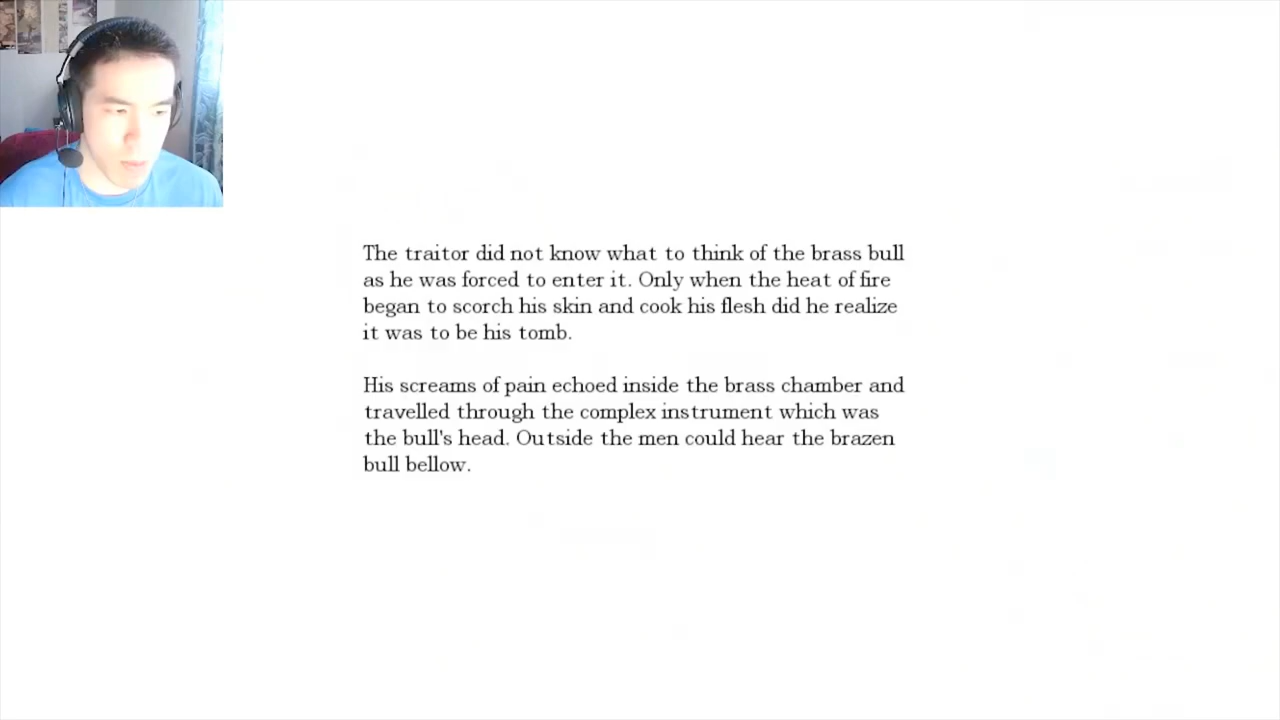 The traitor did not know what to think of the brass bull
as he was forced to enter it. Only when the heat of fire
began to scorch his skin and cook his flesh did he realize
it was to be his tomb.
His screams of pain echoed inside the brass chamber and
travelled through the complex instrument which was
the bull's head. Outside the men could hear the brazen
bull bellow.